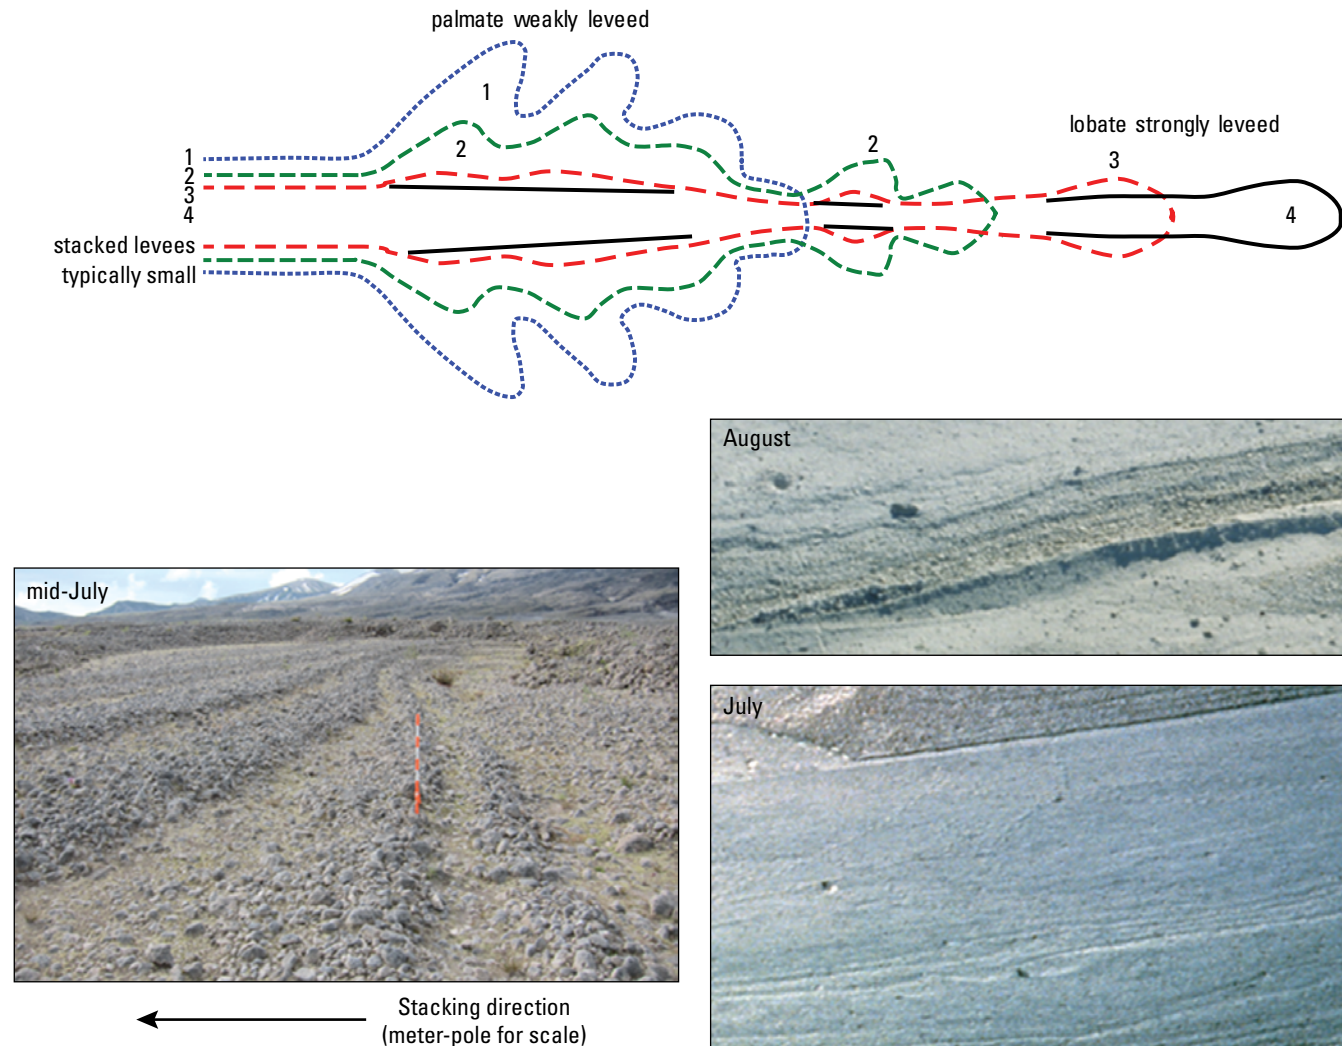 palmate weakly leveed
1
2
2
lobate strongly leveed
3
4
1
2
3
4
stacked levees
typically small
August
mid-July
July
Stacking direction
(meter-pole for scale)